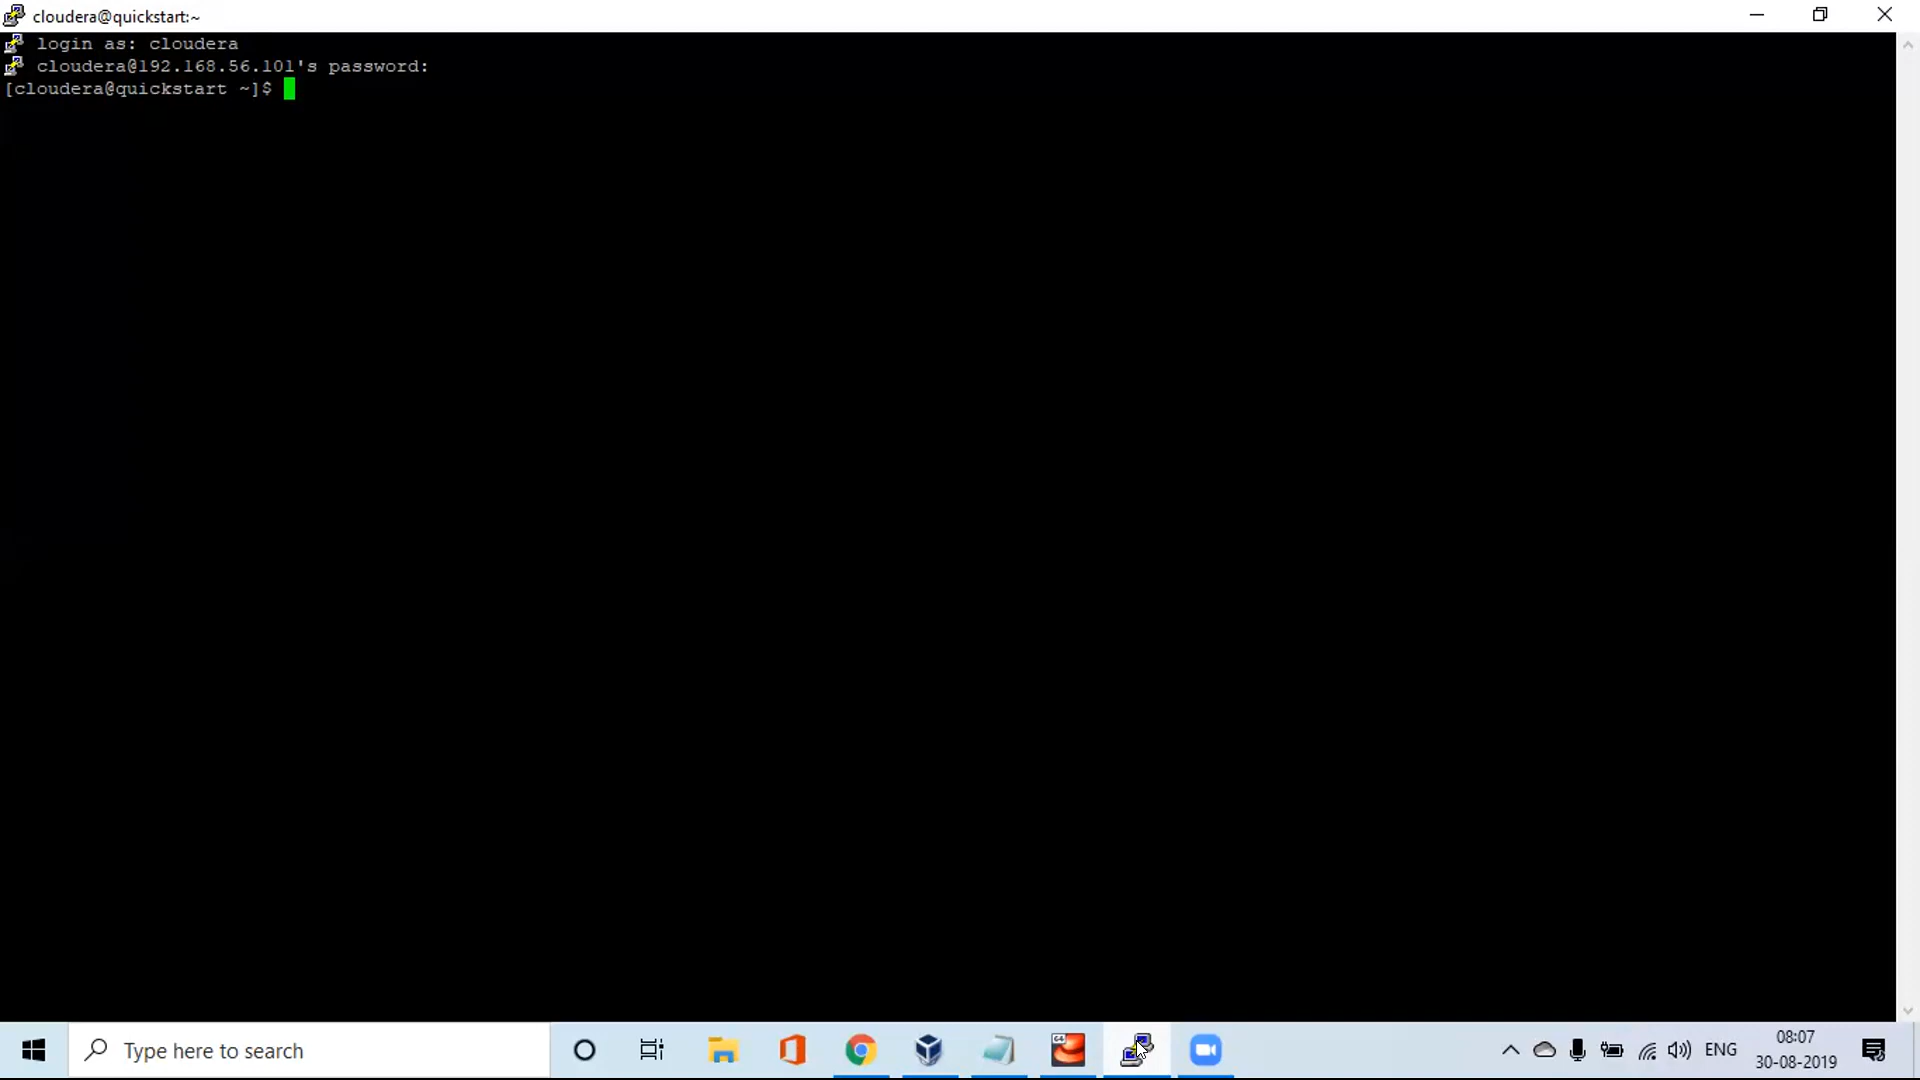 cloudera@quickstart:~
login as: cloudera
cloudera@192.168.56.101's password:
[cloudera@quickstart ~]$
Type here to search
64
ENG
08:07
30-08-2019